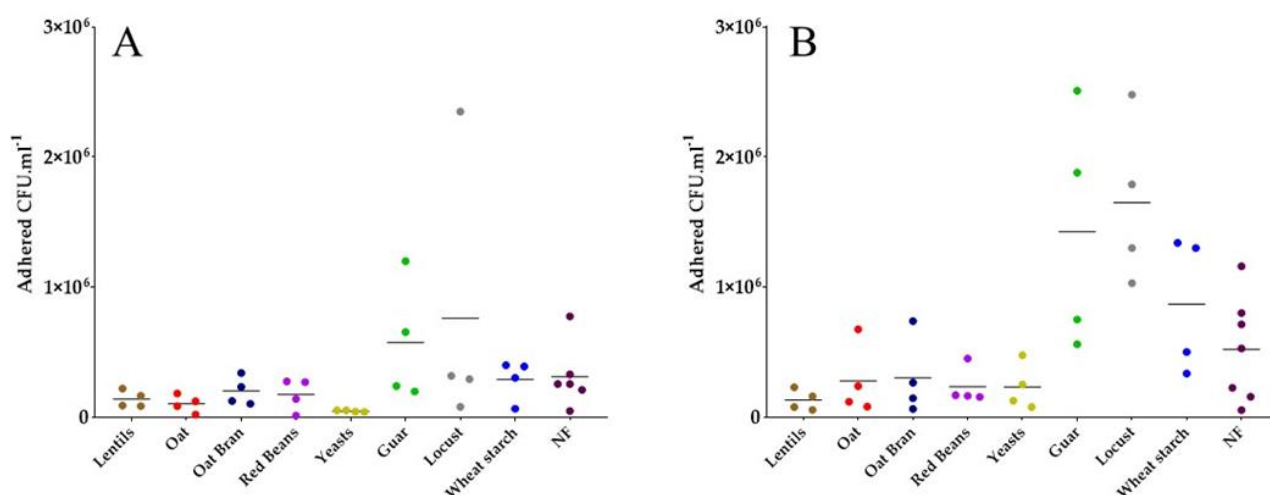 A
Adhered CFU.ml⁻¹
3×10⁶
2×10⁶
1×10⁶
0
Lentils
Oat
Oat Bran
Red Beans
Yeasts
Guar
Locust
Wheat starch
NF
B
Adhered CFU.ml⁻¹
3×10⁶
2×10⁶
1×10⁶
0
Lentils
Oat
Oat Bran
Red Beans
Yeasts
Guar
Locust
Wheat starch
NF